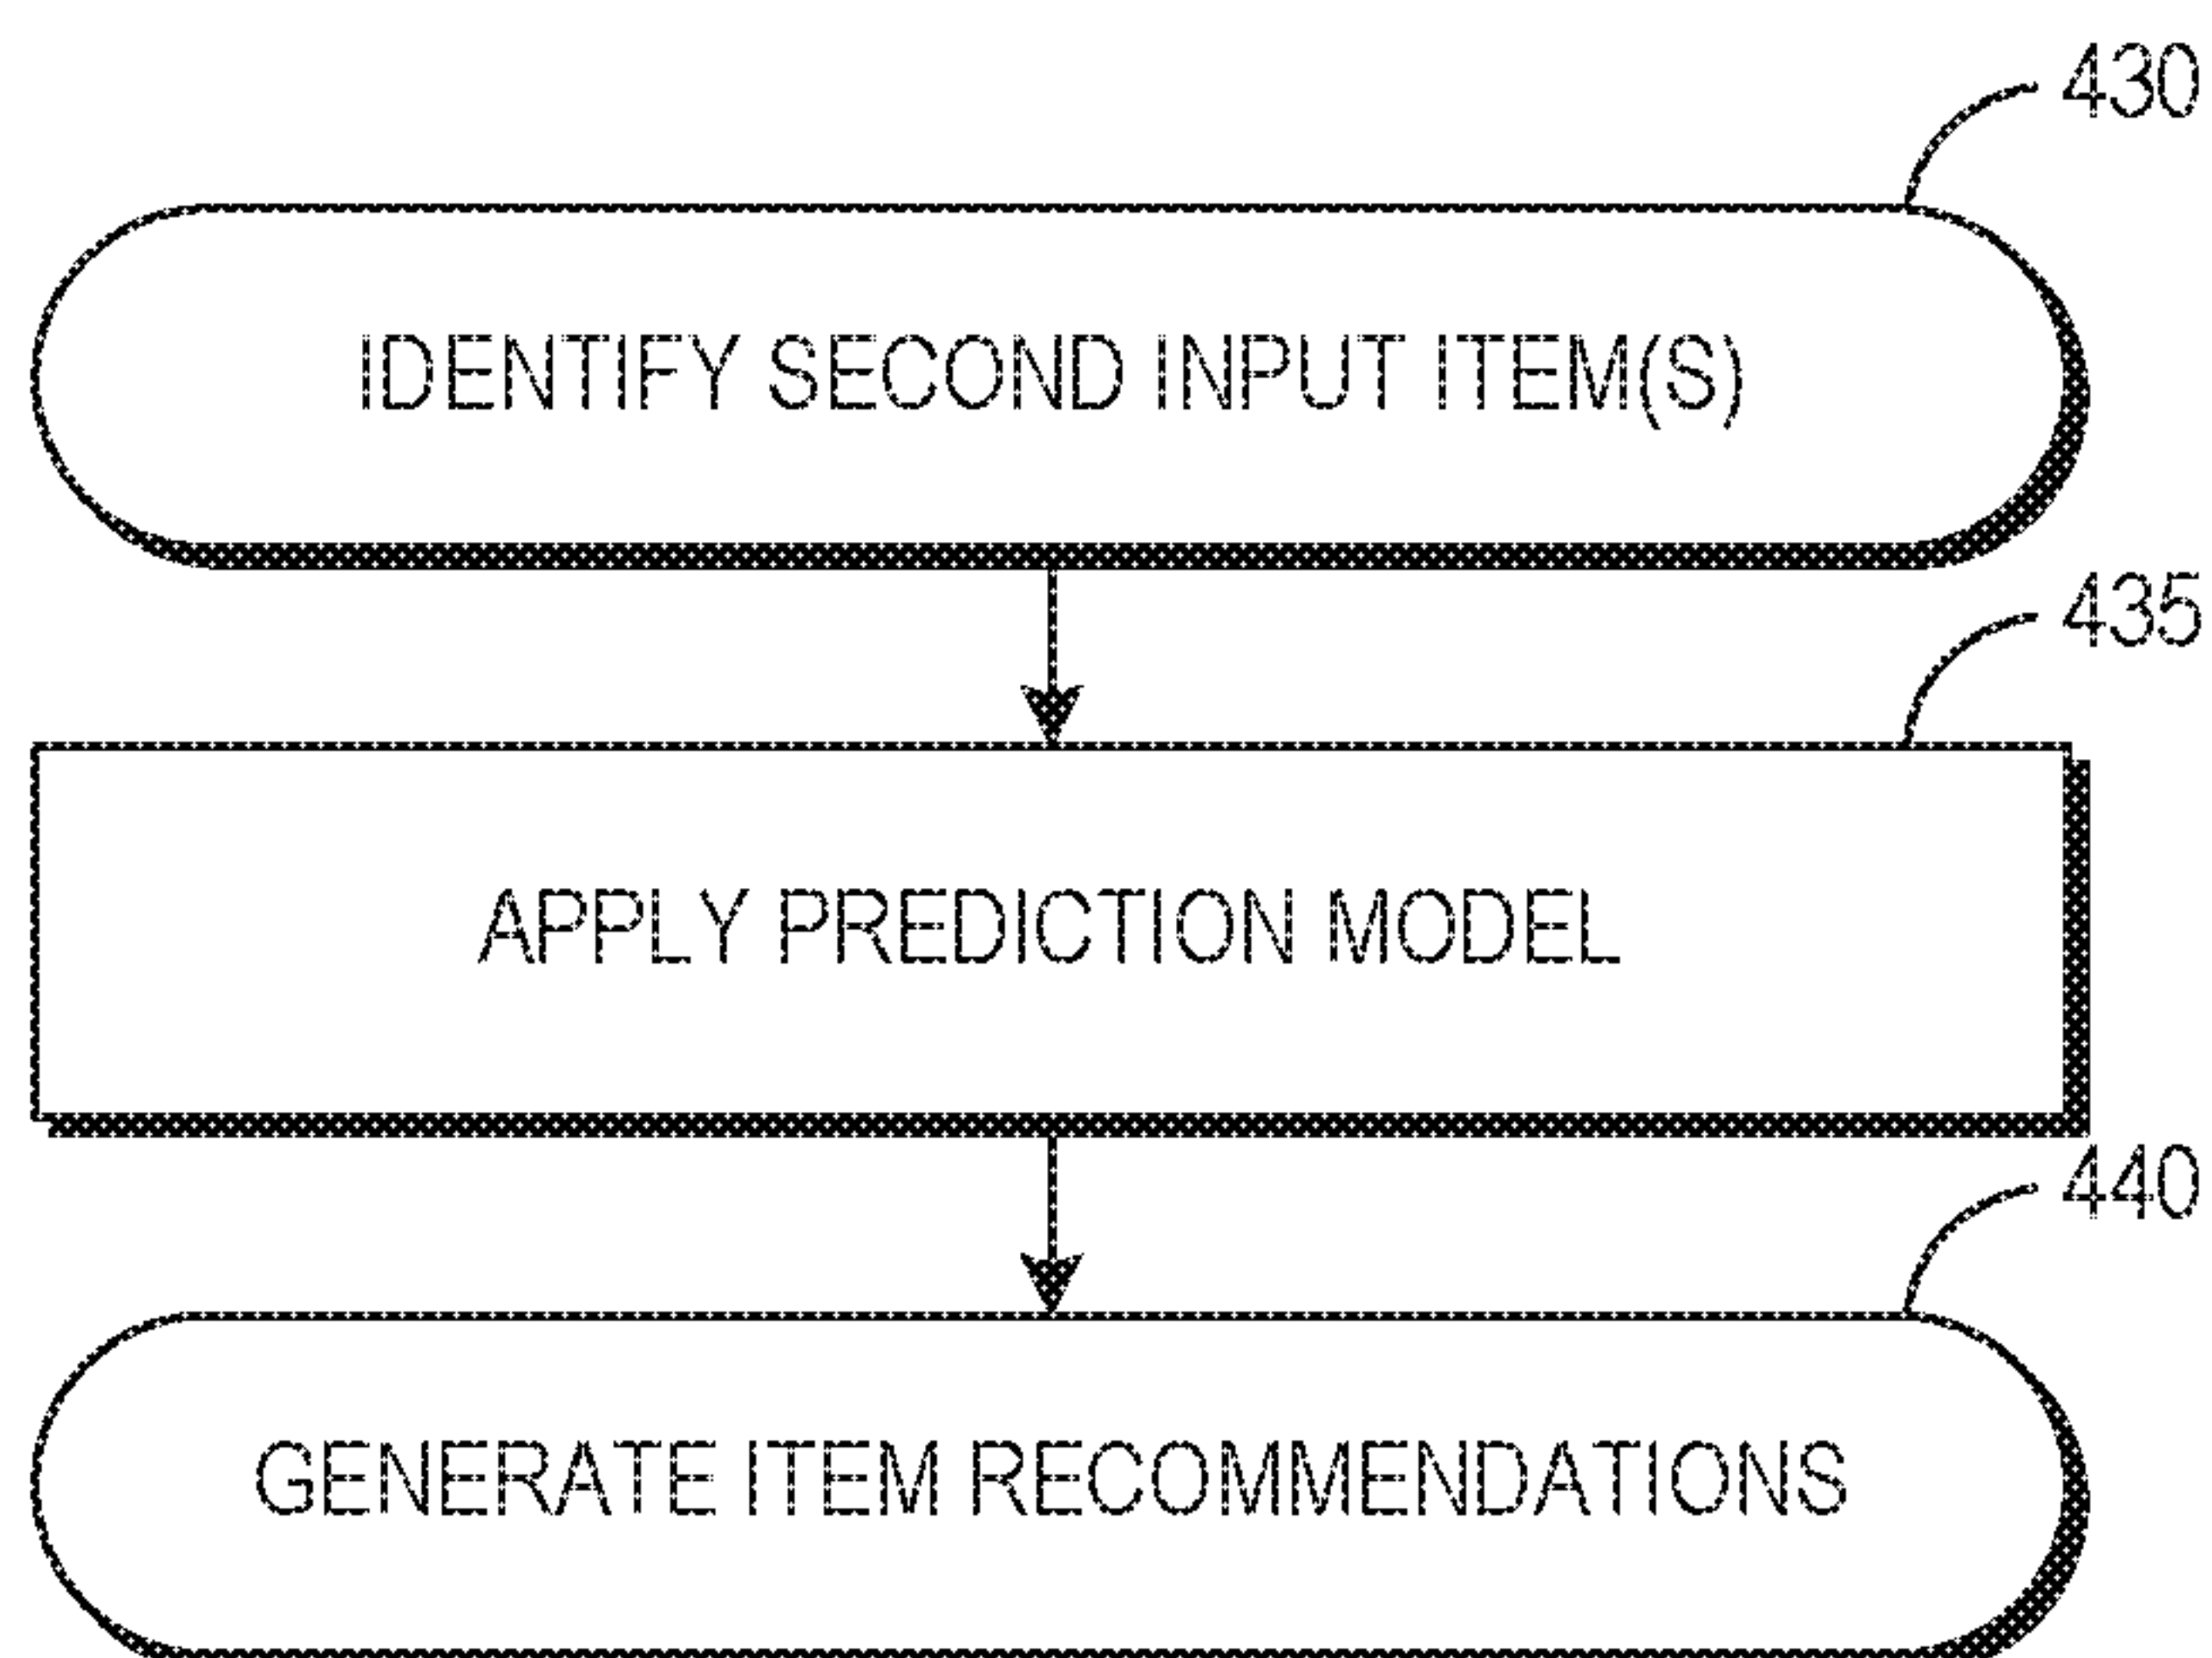 430
IDENTIFY SECOND INPUT ITEM(S)
435
APPLY PREDICTION MODEL
440
GENERATE ITEM RECOMMENDATIONS